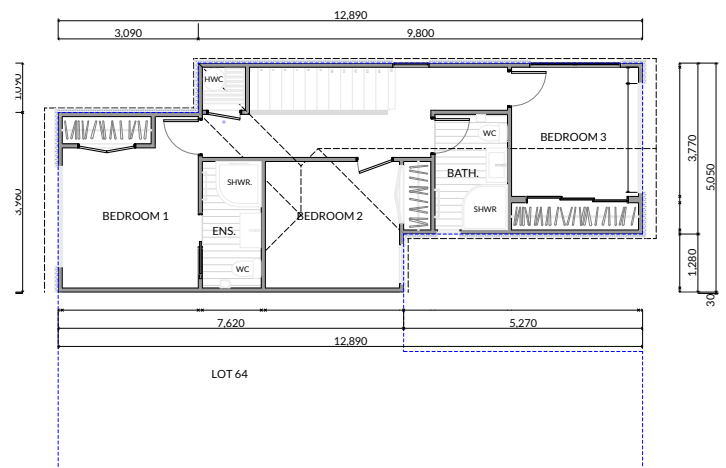 12,890
3,090
9,800
1,090
HWC
WC
BEDROOM 3
BATH.
3,770
5,050
SHWR.
3,960
BEDROOM 1
BEDROOM 2
SHWR
ENS.
WC
1,280
30
7,620
5,270
12,890
LOT 64